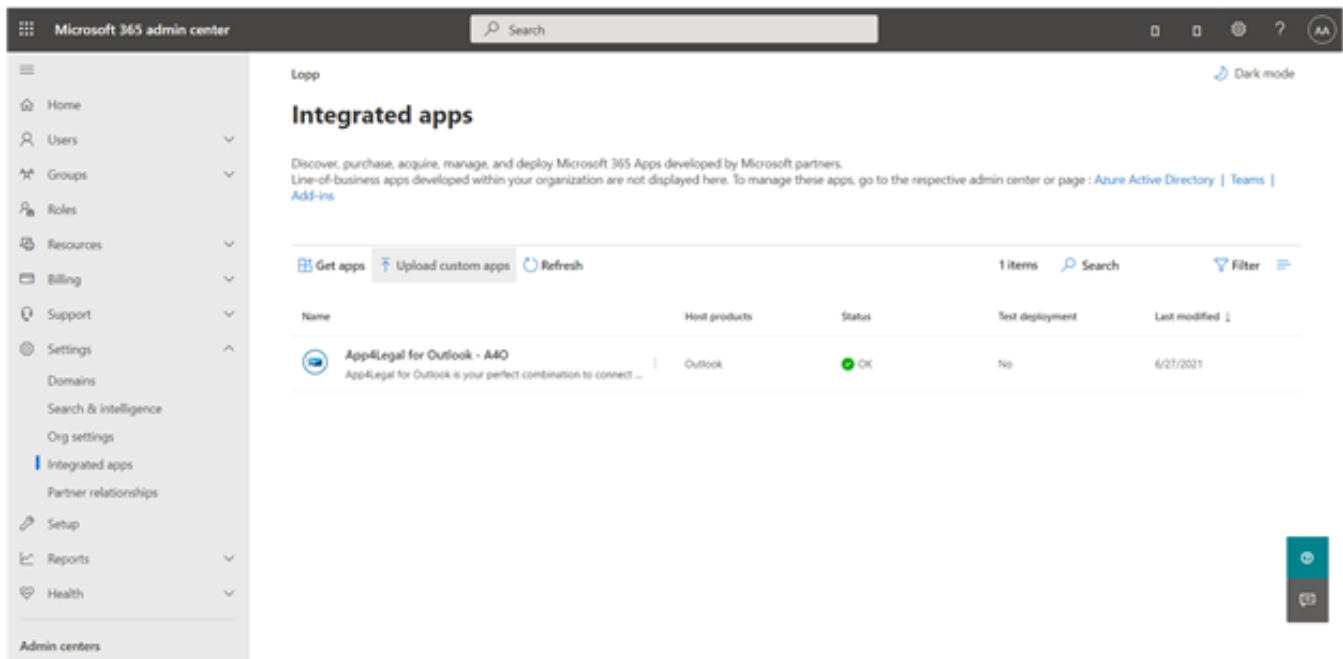 Microsoft 365 admin center
Search
AA
Home
Users
Groups
Roles
Resources
Billing
Support
Settings
Domains
Search & intelligence
Org settings
Integrated apps
Partner relationships
Setup
Reports
Health
Admin centers
Lopp
Dark mode
Integrated apps
Discover, purchase, acquire, manage, and deploy Microsoft 365 Apps developed by Microsoft partners.
Line-of-business apps developed within your organization are not displayed here. To manage these apps, go to the respective admin center or page : Azure Active Directory | Teams |
Add-ins
Get apps Upload custom apps Refresh 1 items Search Filter
Name Host products Status Test deployment Last modified ↓
App4Legal for Outlook - A4O
App4Legal for Outlook is your perfect combination to connect ...
Outlook OK No 6/27/2021